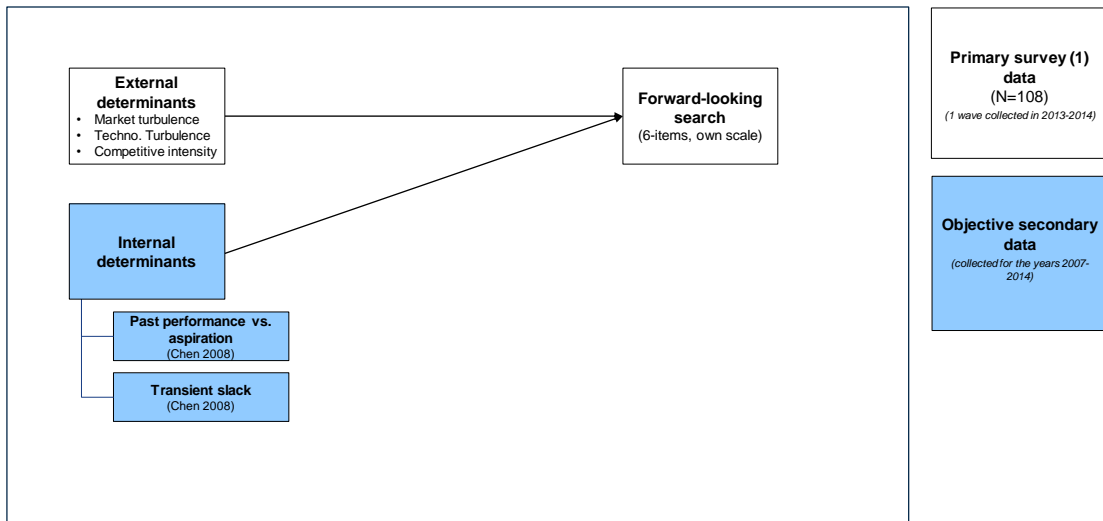 External
determinants
• Market turbulence
• Techno. Turbulence
• Competitive intensity
Forward-looking
search
(6-items, own scale)
Internal
determinants
Past performance vs.
aspiration
(Chen 2008)
Transient slack
(Chen 2008)
Primary survey (1)
data
(N=108)
(1 wave collected in 2013-2014)
Objective secondary
data
(collected for the years 2007-
2014)